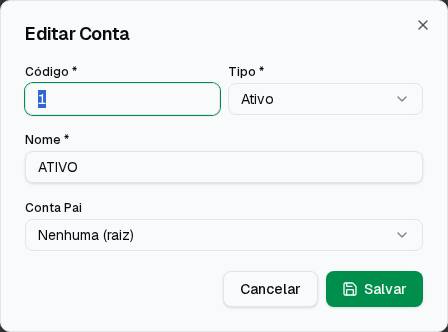 Editar Conta
Código * Tipo *
1 Ativo
Nome *
ATIVO
Conta Pai
Nenhuma (raiz)
Cancelar Salvar